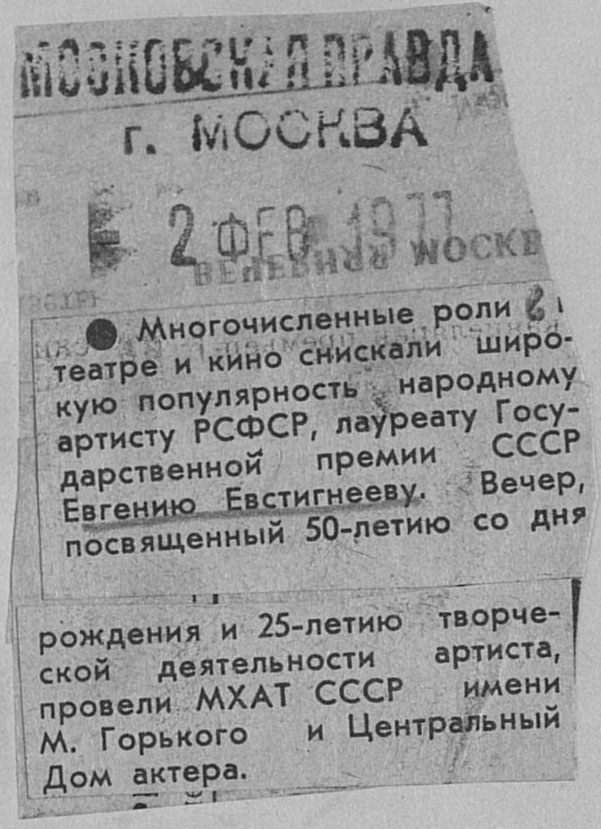 МОСКОВСКАЯ ПРАВДА
г. МОСКВА
2 ФЕВ 1977
● Многочисленные роли в
театре и кино снискали широ-
кую популярность народному
артисту РСФСР, лауреату Госу-
дарственной премии СССР
Евгению Евстигнееву. Вечер,
посвященный 50-летию со дня
рождения и 25-летию творче-
ской деятельности артиста,
провели МХАТ СССР имени
М. Горького и Центральный
Дом актера.